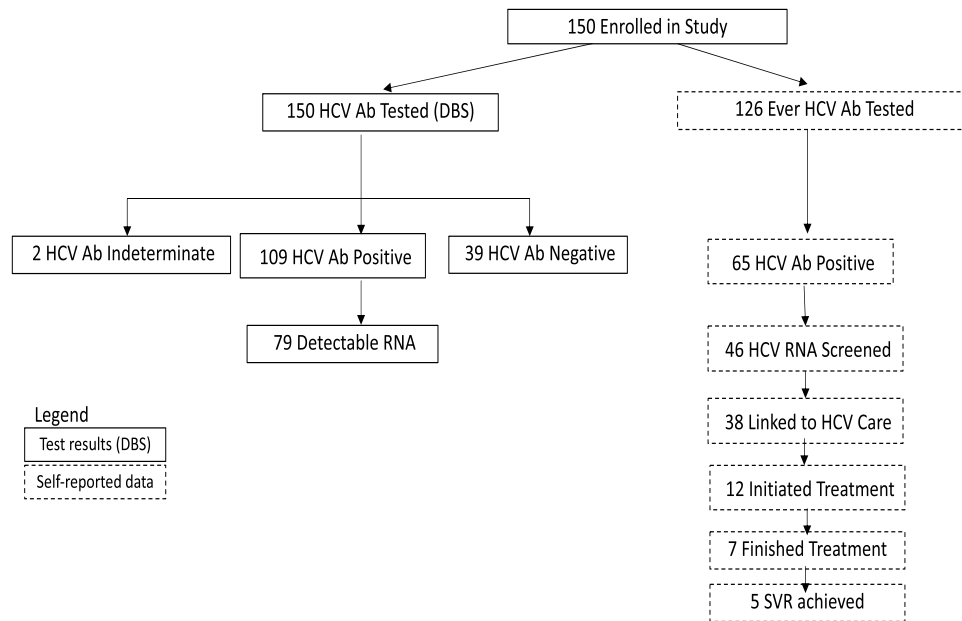 150 Enrolled in Study
150 HCV Ab Tested (DBS)
126 Ever HCV Ab Tested
2 HCV Ab Indeterminate
109 HCV Ab Positive
39 HCV Ab Negative
65 HCV Ab Positive
79 Detectable RNA
46 HCV RNA Screened
Legend
Test results (DBS)
Self-reported data
38 Linked to HCV Care
12 Initiated Treatment
7 Finished Treatment
5 SVR achieved